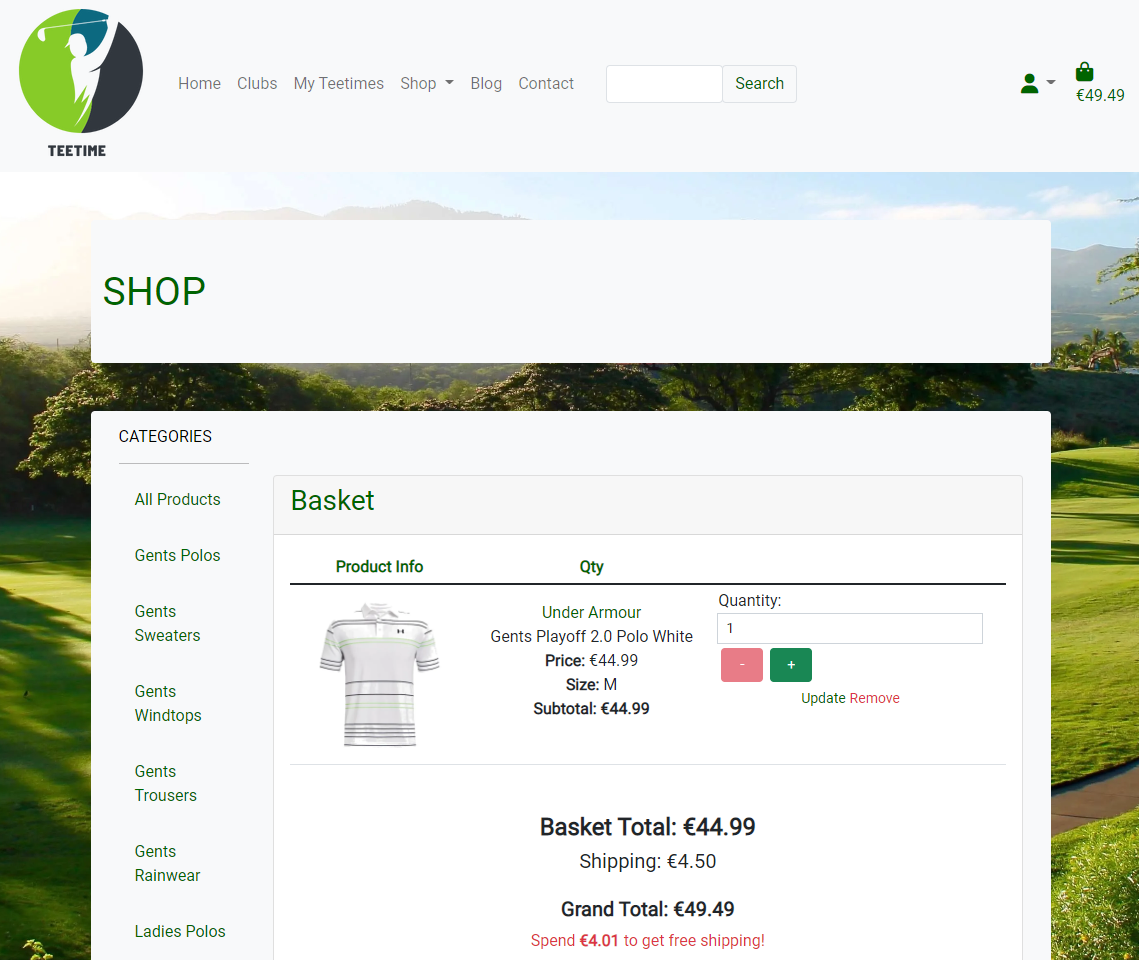 TEETIME
Home Clubs My Teetimes Shop Blog Contact Search
€49.49
SHOP
CATEGORIES
All Products
Gents Polos
Gents
Sweaters
Gents
Windtops
Gents
Trousers
Gents
Rainwear
Ladies Polos
Basket
Product Info Qty
Under Armour
Gents Playoff 2.0 Polo White
Price: €44.99
Size: M
Subtotal: €44.99
Quantity:
1
- +
Update Remove
Basket Total: €44.99
Shipping: €4.50
Grand Total: €49.49
Spend €4.01 to get free shipping!